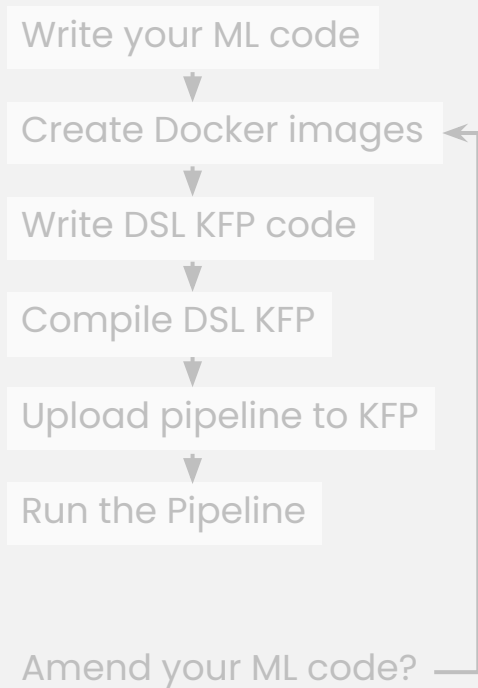 Write your ML code
Create Docker images
Write DSL KFP code
Compile DSL KFP
Upload pipeline to KFP
Run the Pipeline
Amend your ML code?